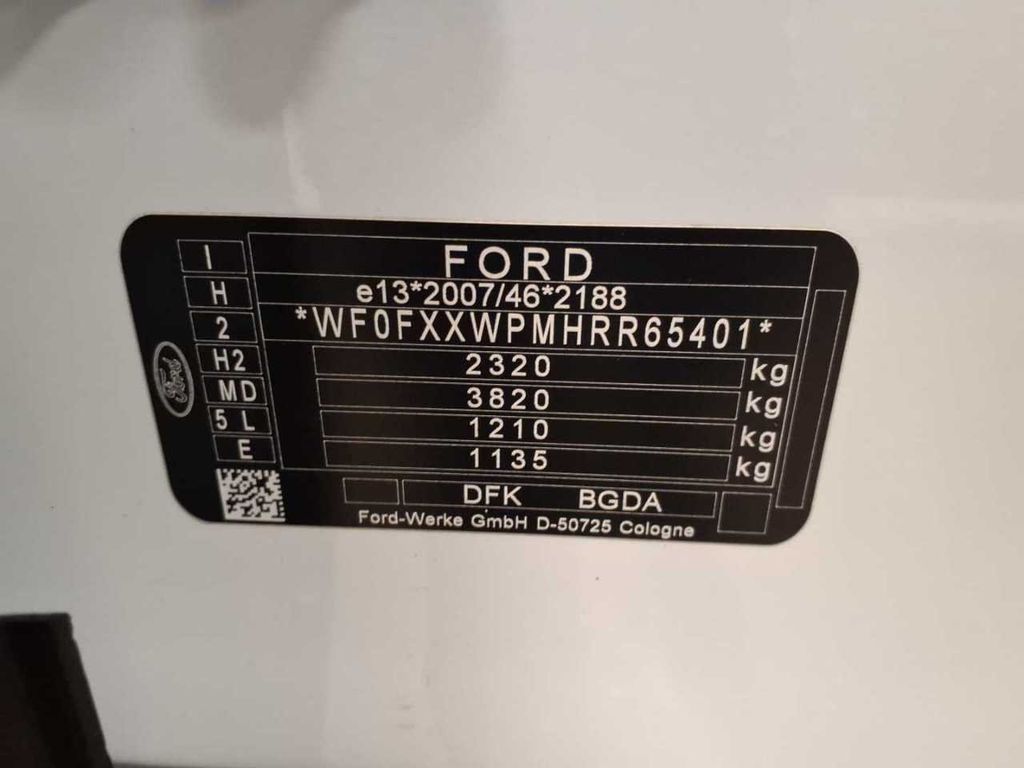 I
FORD
H
e13*2007/46*2188
2
*WF0FXXWPMHRR65401*
H2
2320 kg
MD
3820 kg
5 L
1210 kg
E
1135 kg
DFK BGDA
Ford-Werke GmbH D-50725 Cologne
Ford